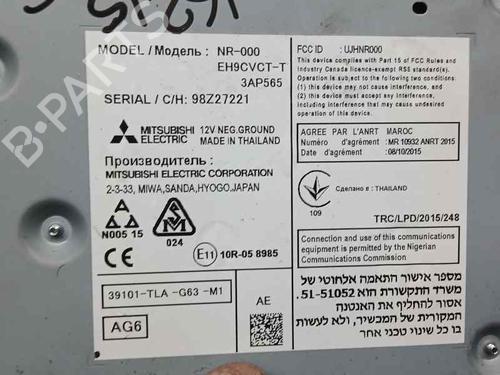 MODEL / Модель : NR-000
EH9CVCT-T
3AP565
SERIAL / С/Н: 98Z27221
MITSUBISHI ELECTRIC
12V NEG.GROUND
MADE IN THAILAND
Производитель :
MITSUBISHI ELECTRIC CORPORATION
2-3-33, MIWA,SANDA,HYOGO,JAPAN
N005 15
024
CE
E11 10R-05 8985
39101-TLA -G63 -M1
AE
AG6
FCC ID : UJHNR000
This device complies with Part 15 of FCC Rules and
Industry Canada licence-exempt RSS standard(s).
Operation is subject to the following two conditions:
(1) this device may not cause interference, and
(2) this device must accept any interference,
including interference that may cause undesired
operation of this device.
AGREE PAR L'ANRT MAROC
Numéro d'agrément : MR 10932 ANRT 2015
Date d'agrément : 08/10/2015
109
Сделано в : THAILAND
TRC/LPD/2015/248
Connection and use of this communications
equipment is permitted by the Nigerian
Communications Commission
מספר אישור התאמה אלחוטי של
משרד התקשורת הוא 51-51052.
אסור להחליף את האנטנה
המקורית של המכשיר, ולא לעשות
בו כל שינוי טכני אחר